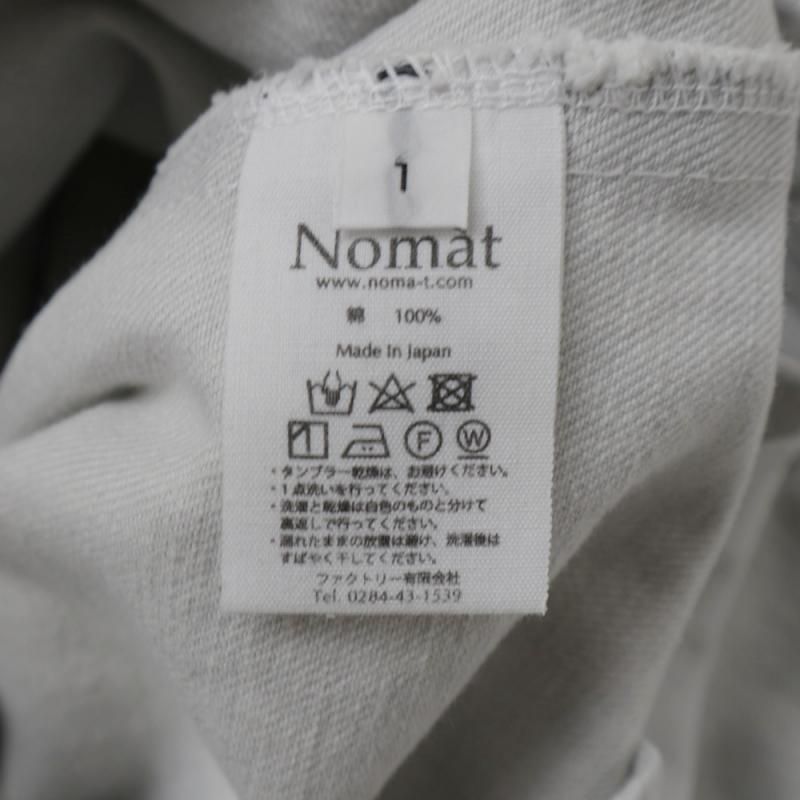 1
Nomàt
www.noma-t.com
綿 100%
Made In Japan
F W
・タンブラー乾燥は、お避けください。
・1点洗いを行ってください。
・洗濯と乾燥は白色のものと分けて
裏返しで行ってください。
・濡れたままの放置は避け、洗濯後は
すばやく干してください。
ファクトリー有限会社
Tel. 0284-43-1539